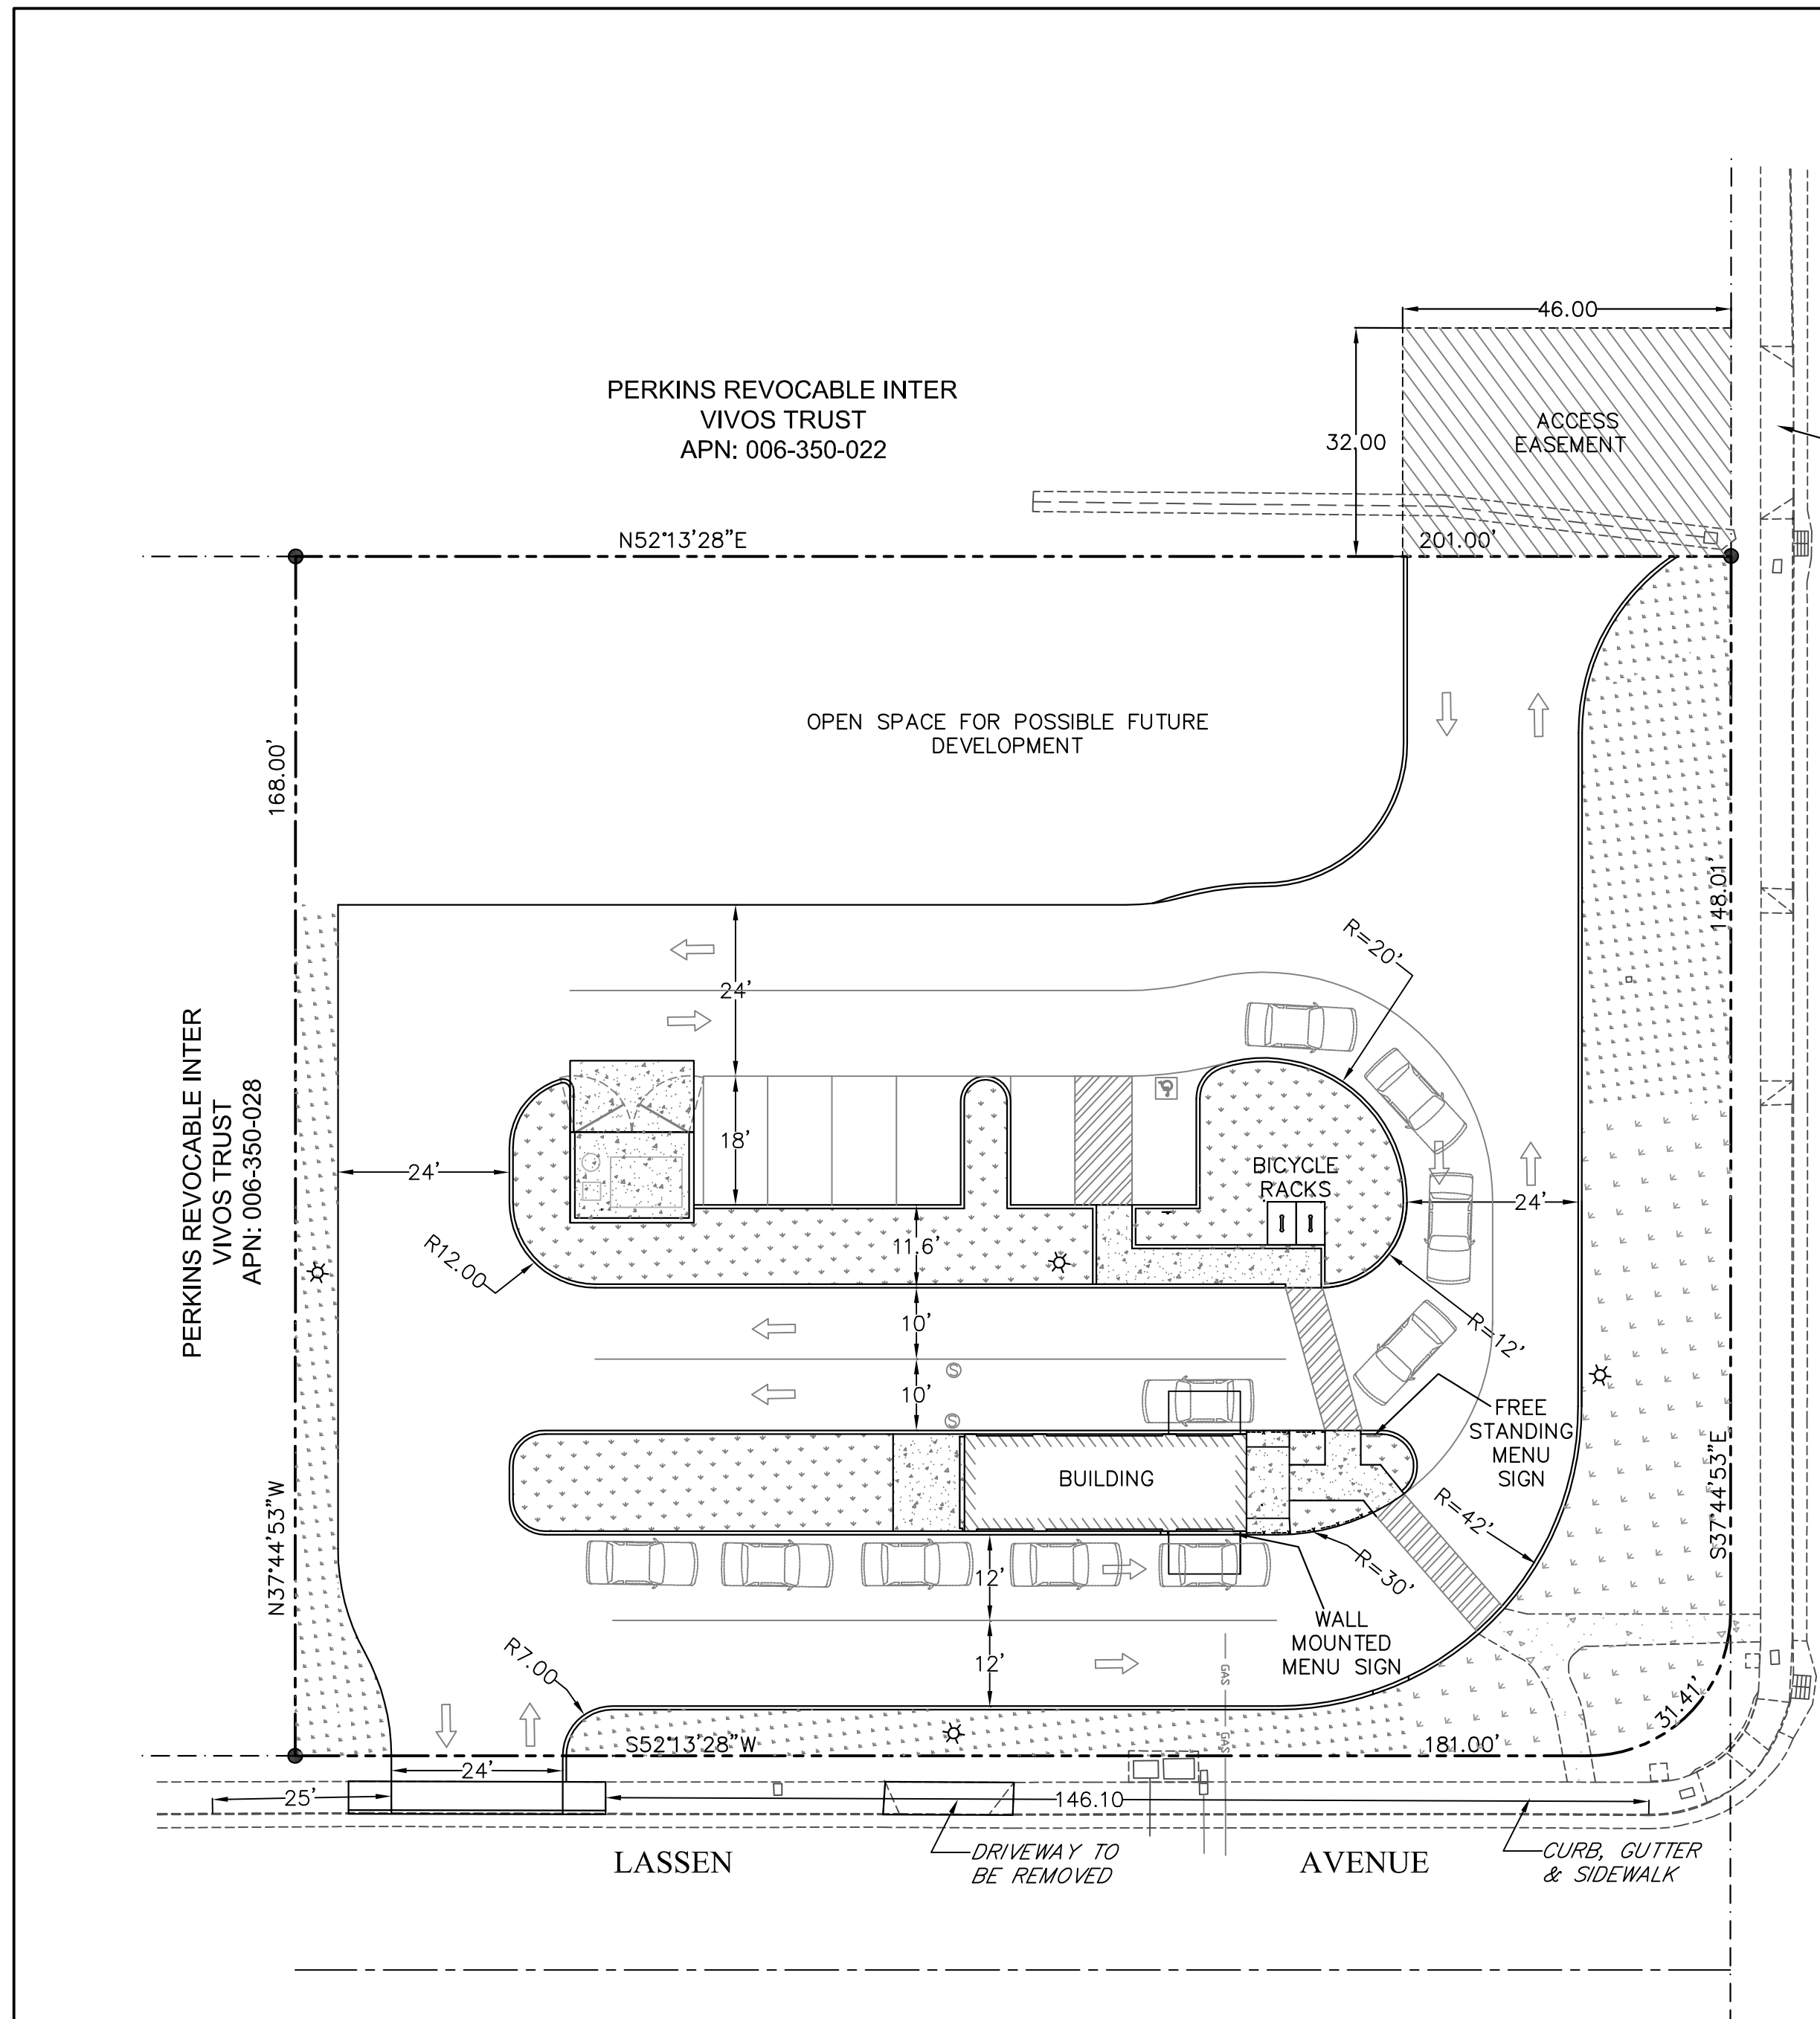 46.00
PERKINS REVOCABLE INTER
VIVOS TRUST
APN: 006-350-022
32.00
ACCESS
EASEMENT
N52°13'28"E
201.00'
168.00'
OPEN SPACE FOR POSSIBLE FUTURE
DEVELOPMENT
148.01'
R=20'
24'
PERKINS REVOCABLE INTER
VIVOS TRUST
APN: 006-350-028
18'
24'
BICYCLE
RACKS
24'
R12.00
11.6'
10'
R=12'
10'
S
S
FREE
STANDING
MENU
SIGN
BUILDING
S37°44'53"E
R=42'
N37°44'53"W
12'
R=30'
WALL
MOUNTED
MENU SIGN
R7.00
12'
GAS
GAS
31.41'
S52°13'28"W
181.00'
24'
25'
146.10
LASSEN
DRIVEWAY TO
BE REMOVED
AVENUE
CURB, GUTTER
& SIDEWALK